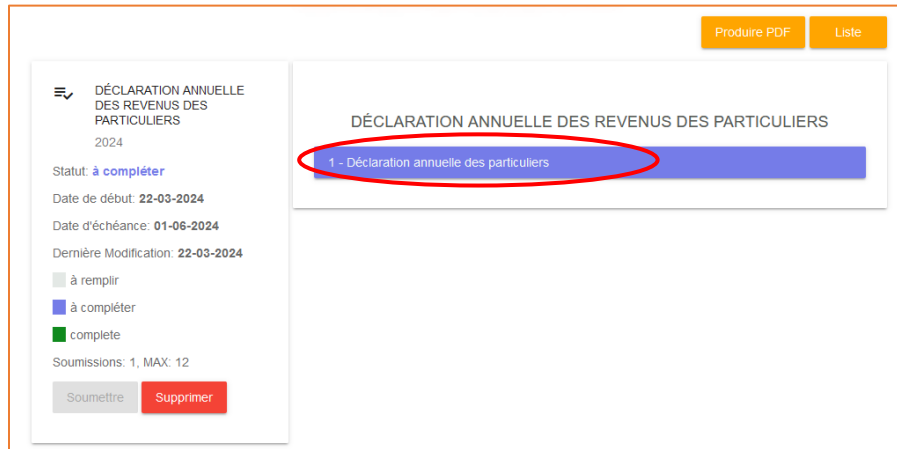 Produire PDF
Liste
DÉCLARATION ANNUELLE
DES REVENUS DES
PARTICULIERS
2024
Statut: à compléter
Date de début: 22-03-2024
Date d'échéance: 01-06-2024
Dernière Modification: 22-03-2024
à remplir
à compléter
complete
Soumissions: 1, MAX: 12
Soumettre
Supprimer
DÉCLARATION ANNUELLE DES REVENUS DES PARTICULIERS
1 - Déclaration annuelle des particuliers